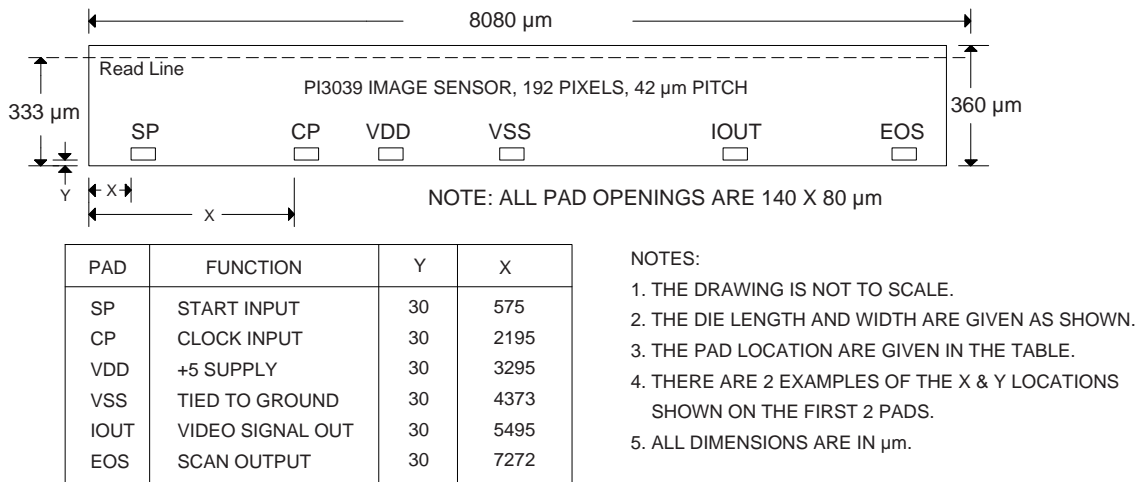 8080 µm
Read Line
PI3039 IMAGE SENSOR, 192 PIXELS, 42 µm PITCH
333 µm
360 µm
SP CP VDD VSS IOUT EOS
Y
X
X
NOTE: ALL PAD OPENINGS ARE 140 X 80 µm
PAD FUNCTION Y X
SP START INPUT 30 575
CP CLOCK INPUT 30 2195
VDD +5 SUPPLY 30 3295
VSS TIED TO GROUND 30 4373
IOUT VIDEO SIGNAL OUT 30 5495
EOS SCAN OUTPUT 30 7272
NOTES:
1. THE DRAWING IS NOT TO SCALE.
2. THE DIE LENGTH AND WIDTH ARE GIVEN AS SHOWN.
3. THE PAD LOCATION ARE GIVEN IN THE TABLE.
4. THERE ARE 2 EXAMPLES OF THE X & Y LOCATIONS
SHOWN ON THE FIRST 2 PADS.
5. ALL DIMENSIONS ARE IN µm.